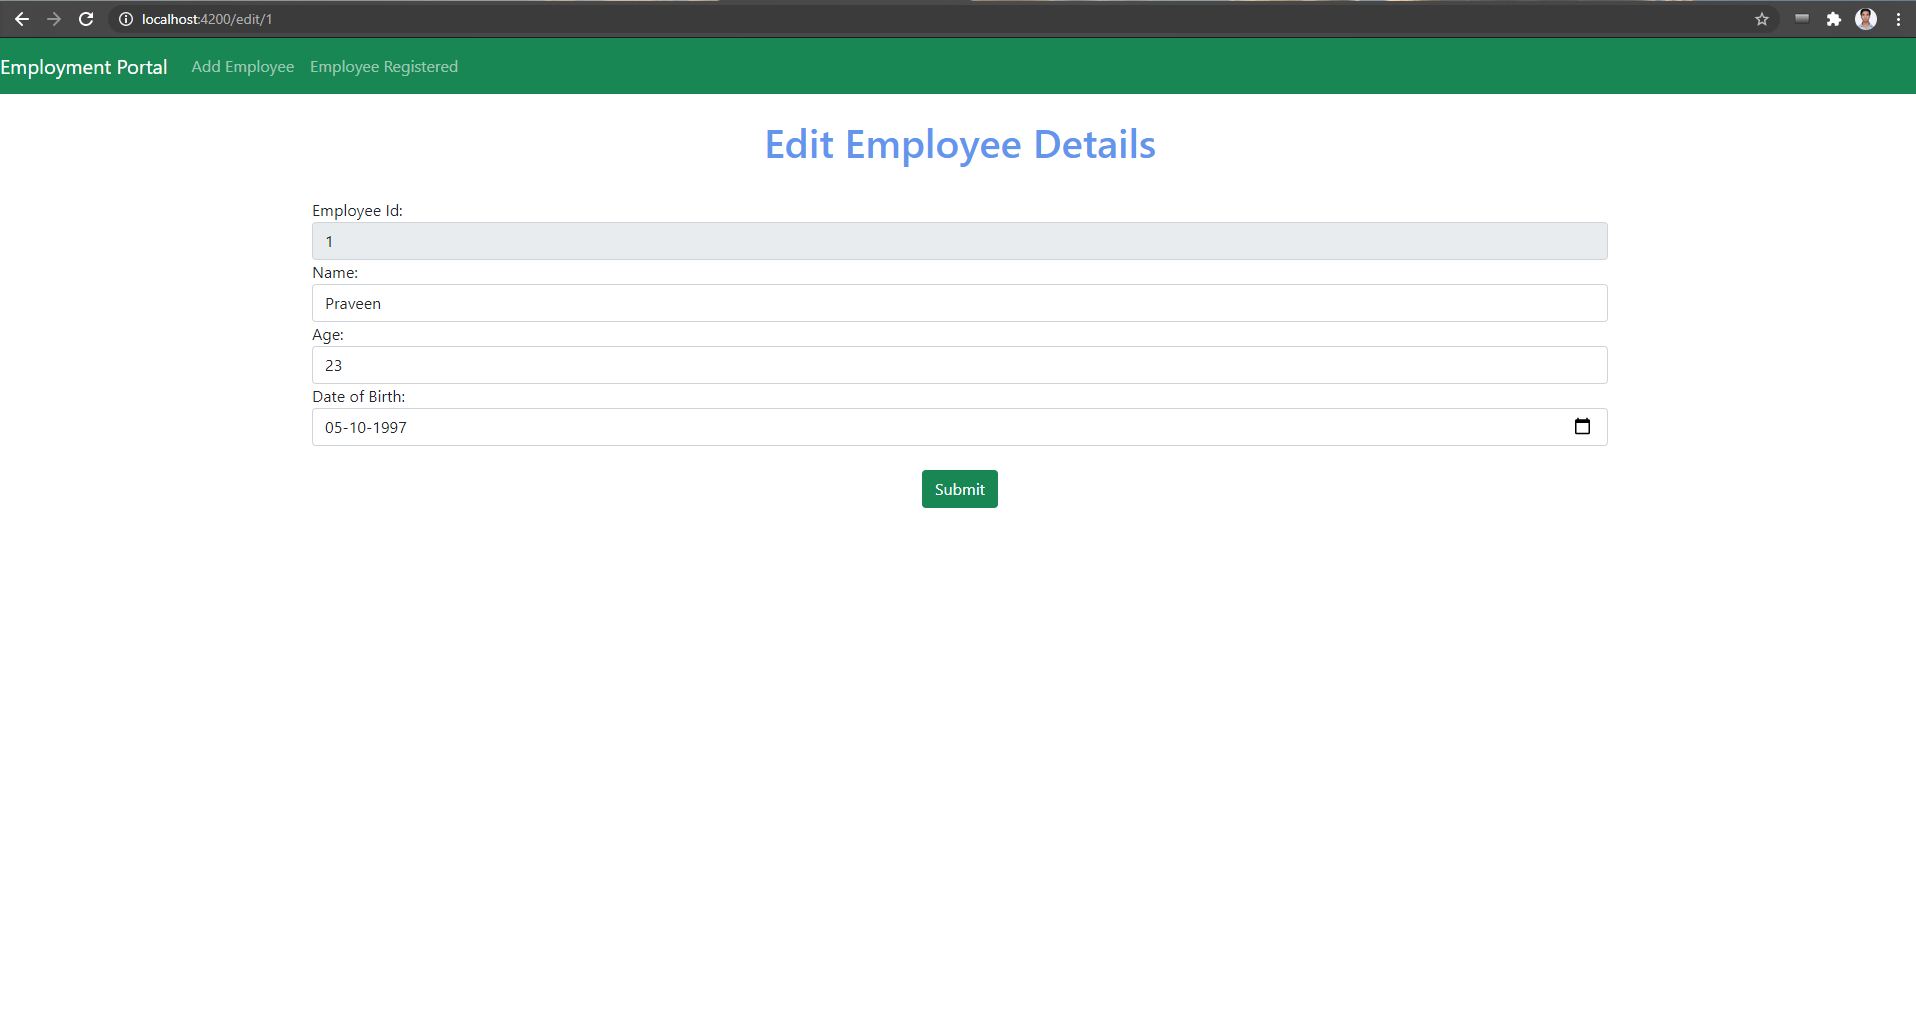 localhost:4200/edit/1
Employment Portal Add Employee Employee Registered
Edit Employee Details
Employee Id:
1
Name:
Praveen
Age:
23
Date of Birth:
05-10-1997
Submit